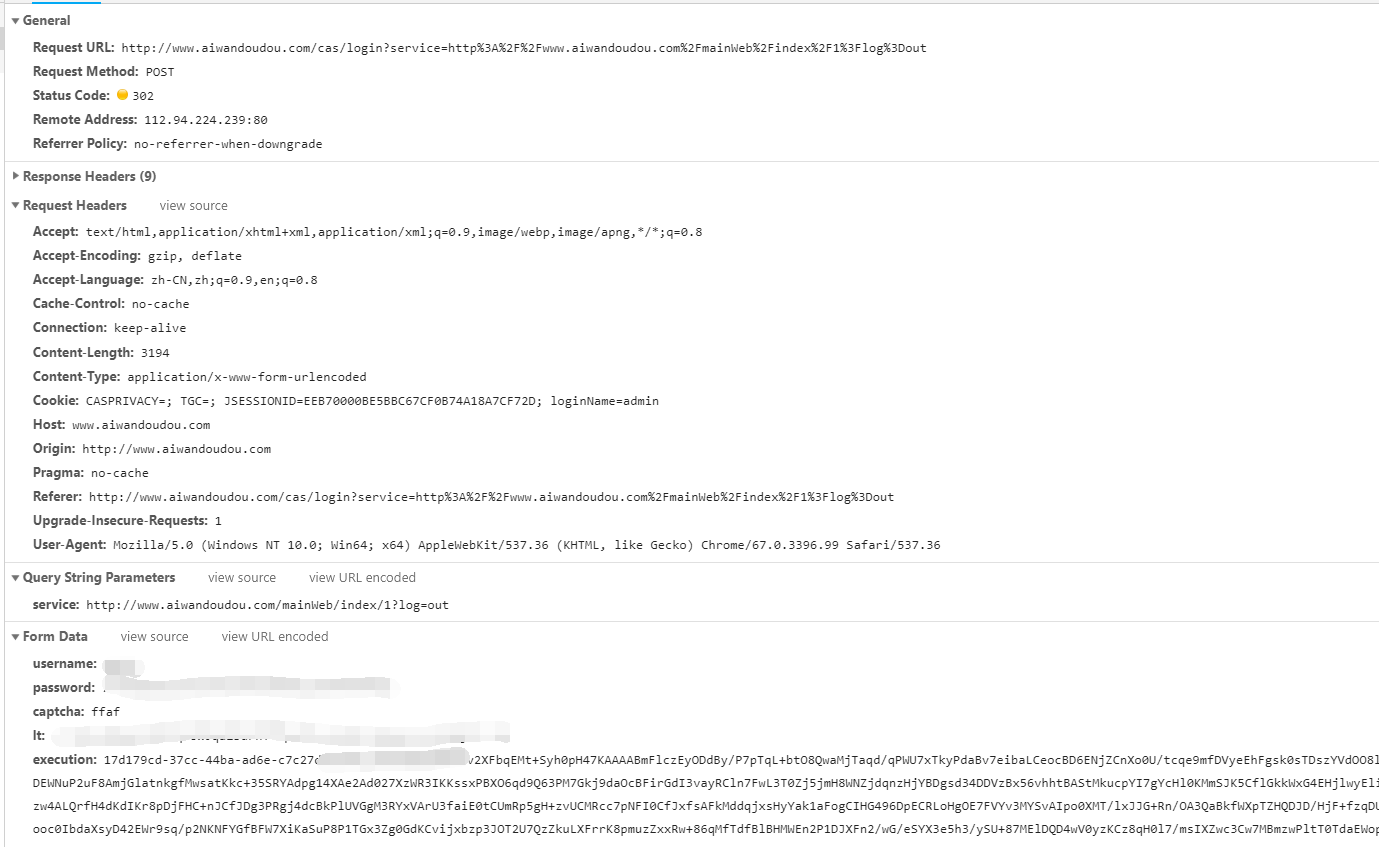 General
Request URL: http://www.aiwandoudou.com/cas/login?service=http%3A%2F%2Fwww.aiwandoudou.com%2FmainWeb%2Findex%2F1%3Flog%3Dout
Request Method: POST
Status Code: 302
Remote Address: 112.94.224.239:80
Referrer Policy: no-referrer-when-downgrade
Response Headers (9)
Request Headers view source
Accept: text/html,application/xhtml+xml,application/xml;q=0.9,image/webp,image/apng,*/*;q=0.8
Accept-Encoding: gzip, deflate
Accept-Language: zh-CN,zh;q=0.9,en;q=0.8
Cache-Control: no-cache
Connection: keep-alive
Content-Length: 3194
Content-Type: application/x-www-form-urlencoded
Cookie: CASPRIVACY=; TGC=; JSESSIONID=EEB70000BE5BBC67CF0B74A18A7CF72D; loginName=admin
Host: www.aiwandoudou.com
Origin: http://www.aiwandoudou.com
Pragma: no-cache
Referer: http://www.aiwandoudou.com/cas/login?service=http%3A%2F%2Fwww.aiwandoudou.com%2FmainWeb%2Findex%2F1%3Flog%3Dout
Upgrade-Insecure-Requests: 1
User-Agent: Mozilla/5.0 (Windows NT 10.0; Win64; x64) AppleWebKit/537.36 (KHTML, like Gecko) Chrome/67.0.3396.99 Safari/537.36
Query String Parameters view source view URL encoded
service: http://www.aiwandoudou.com/mainWeb/index/1?log=out
Form Data view source view URL encoded
username:
password:
captcha: ffaf
lt:
execution: 17d179cd-37cc-44ba-ad6e-c7c27 v2XFbqEMt+Syh0pH47KAAAABmFlczEyODdBy/P7pTqL+btO8QwaMjTaqd/qPWU7xTkyPdaBv7eibaLCeocBD6ENjZCnXo0U/tcqe9mfDVyeEhFgsk0sTDszYVdOO8l
DEWNuP2uF8AmjGlatnkgfMwsatKkc+35SRYAdpg14XAe2Ad027XzWR3IKKssxPBXO6qd9Q63PM7Gkj9daOcBFirGdI3vayRCln7FwL3T0Zj5jmH8WNZjdqnzHjYBDgsd34DDVzBx56vhhtBAStMkucpYI7gYcHl0KMmSJK5CflGkkWxG4EHjlwyEli
zw4ALQrfH4dKdIKr8pDjFHC+nJCfJDg3PRgj4dcBkPlUVGgM3RYxVArU3faiE0tCUmRp5gH+zvUCMRcc7pNFI0CfJxfsAFkMddqjxsHyYak1aFogCIHG496DpECRLoHgOE7FVYv3MYSvAIpo0XMT/lxJJG+Rn/OA3QaBkfWXpTZHQDJD/HjF+fzqDU
ooc0IbdaXsyD42EWr9sq/p2NKNFYGfBFW7XiKaSuP8P1TGx3Zg0GdKCvijxbzp3JOT2U7QzZkuLXFrrK8pmuzZxxRw+86qMfTdfBlBHMWEn2P1DJXFn2/wG/eSYX3e5h3/ySU+87MElDQD4wV0yzKCz8qH0l7/msIXZwc3Cw7MBmzwPltT0TdaEWop